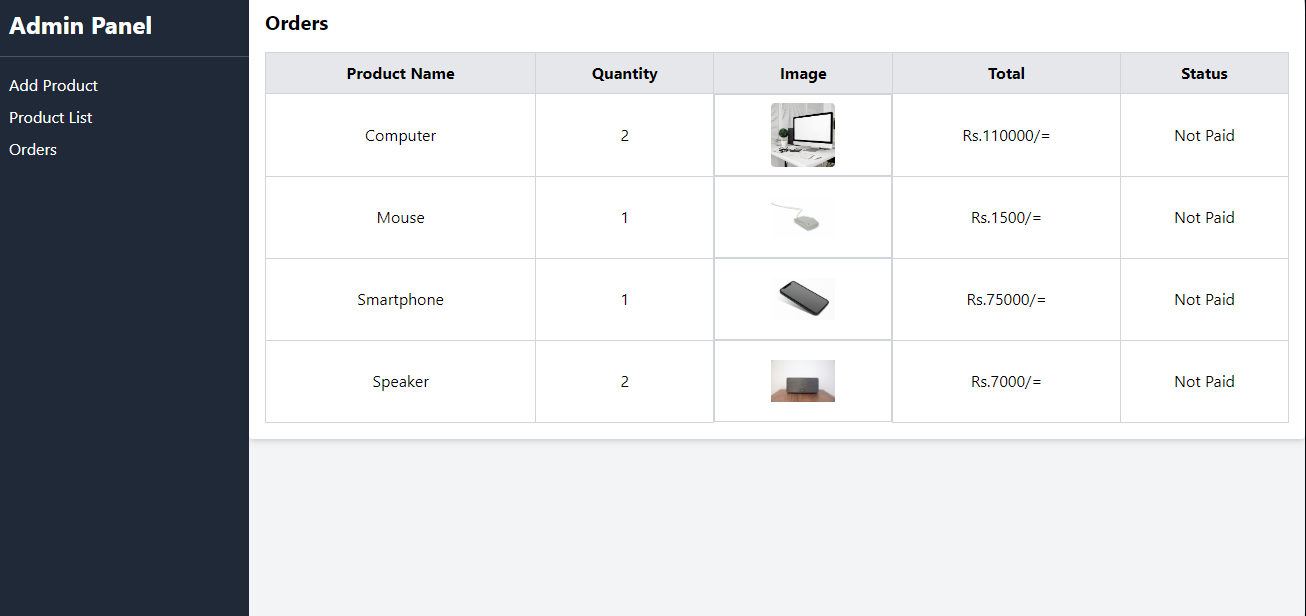 Admin Panel
Add Product
Product List
Orders
Orders
Product Name Quantity Image Total Status
Computer 2 Rs.110000/= Not Paid
Mouse 1 Rs.1500/= Not Paid
Smartphone 1 Rs.75000/= Not Paid
Speaker 2 Rs.7000/= Not Paid